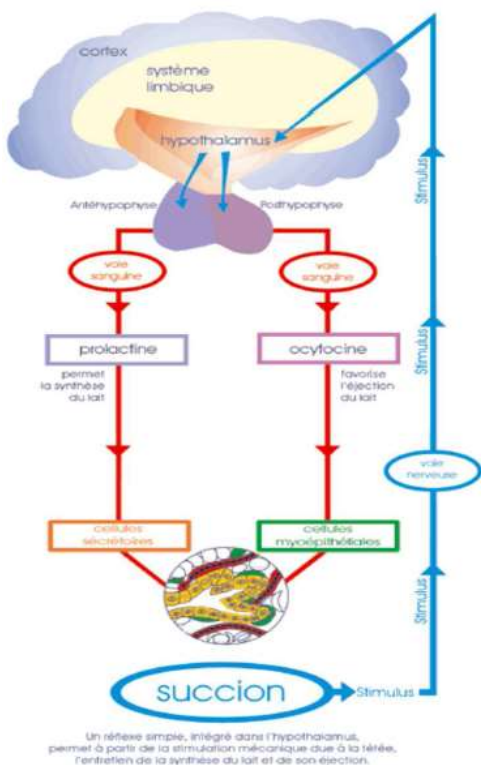 cortex
système
limbique
hypothalamus
Antéhypophyse
Posthypophyse
voie
sanguine
voie
sanguine
prolactine
ocytocine
permet
la synthèse
du lait
favorise
l'éjection
du lait
Stimulus
Stimulus
voie
nerveuse
cellules
sécrétoires
cellules
myoépithéliales
Stimulus
succion
Stimulus
Un réflexe simple, intégré dans l'hypothalamus,
permet à partir de la stimulation mécanique due à la tétée,
l'entretien de la synthèse du lait et de son éjection.